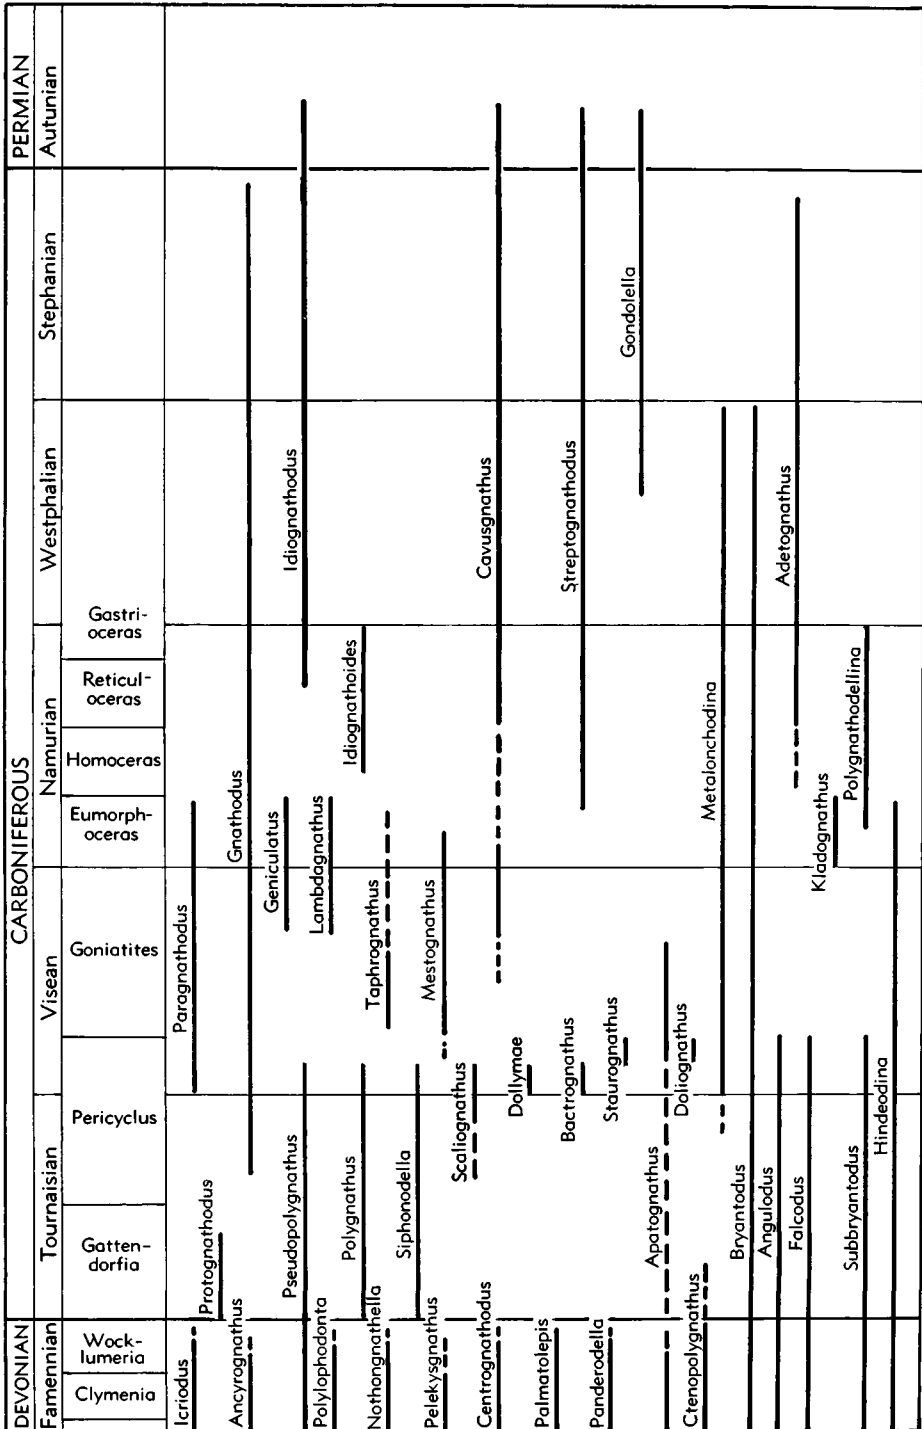 PERMIAN
Autunian
CARBONIFEROUS
Stephanian
Westphalian
Namurian
Visean
Tournaisian
DEVONIAN
Famennian
Gastri-
oceras
Reticul-
oceras
Homoceras
Eumorph-
oceras
Goniatites
Pericyclus
Gatten-
dorfia
Wock-
lumeria
Clymenia
Icriodus
Paragnathodus
Protognathodus
Ancyrognathus
Gnathodus
Geniculatus
Pseudopolygnathus
Idiognathodus
Polylophodonta
Lambdagnathus
Polygnathus
Idiognathoides
Nothongnathella
Taphrognathus
Siphonodella
Pelekysgnathus
Mestognathus
Scaliognathus
Centrognathodus
Cavusgnathus
Dollymae
Palmatolepis
Bactrognathus
Streptognathodus
Panderodella
Staurognathus
Gondolella
Apatognathus
Doliognathus
Ctenopolygnathus
Metalonchodina
Bryantodus
Angulodus
Falcodus
Adetognathus
Kladognathus
Subbryantodus
Polygnathodellina
Hindeodina